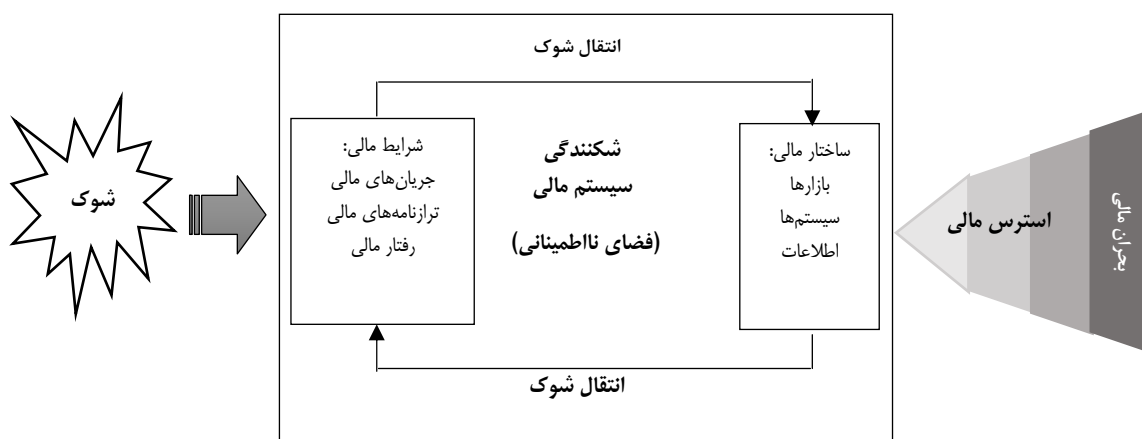 انتقال شوک
شوک
شرایط مالی:
جریان‌های مالی
ترازنامه‌های مالی
رفتار مالی
شکنندگی
سیستم مالی
(فضای نااطمینانی)
ساختار مالی:
بازارها
سیستم‌ها
اطلاعات
استرس مالی
بحران مالی
انتقال شوک